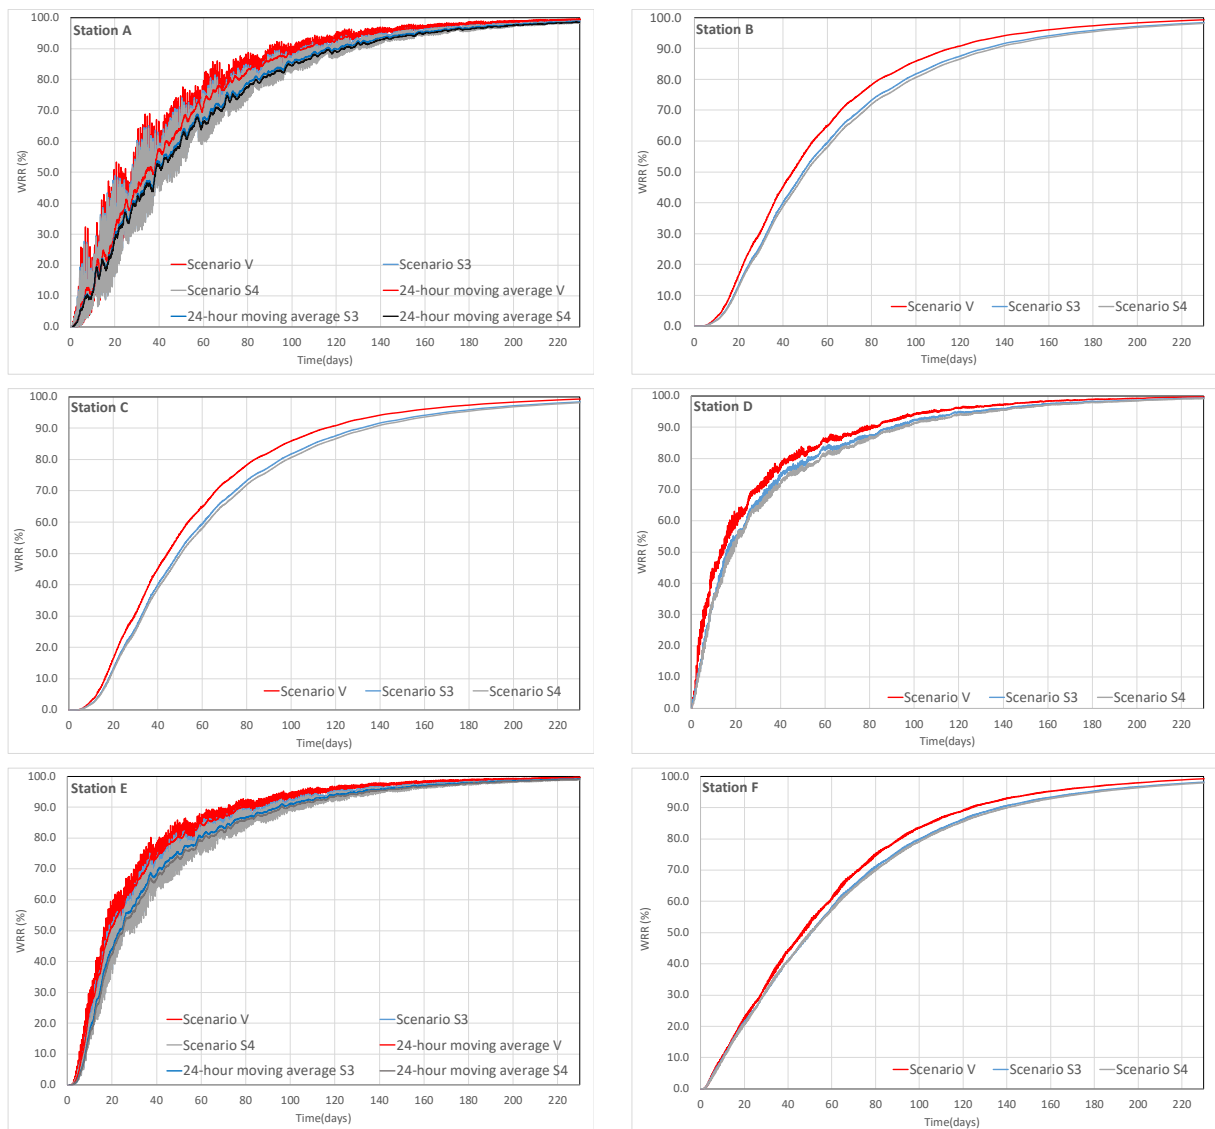 Station A
WRR (%)
100.0
90.0
80.0
70.0
60.0
50.0
40.0
30.0
20.0
10.0
0.0
Scenario V
Scenario S3
Scenario S4
24-hour moving average V
24-hour moving average S3
24-hour moving average S4
0 20 40 60 80 100 120 140 160 180 200 220
Time(days)
Station B
WRR (%)
100.0
90.0
80.0
70.0
60.0
50.0
40.0
30.0
20.0
10.0
0.0
Scenario V Scenario S3 Scenario S4
0 20 40 60 80 100 120 140 160 180 200 220
Time(days)
Station C
WRR (%)
100.0
90.0
80.0
70.0
60.0
50.0
40.0
30.0
20.0
10.0
0.0
Scenario V Scenario S3 Scenario S4
0 20 40 60 80 100 120 140 160 180 200 220
Time(days)
Station D
WRR (%)
100.0
90.0
80.0
70.0
60.0
50.0
40.0
30.0
20.0
10.0
0.0
Scenario V Scenario S3 Scenario S4
0 20 40 60 80 100 120 140 160 180 200 220
Time(days)
Station E
WRR (%)
100.0
90.0
80.0
70.0
60.0
50.0
40.0
30.0
20.0
10.0
0.0
Scenario V
Scenario S3
Scenario S4
24-hour moving average V
24-hour moving average S3
24-hour moving average S4
0 20 40 60 80 100 120 140 160 180 200 220
Time(days)
Station F
WRR (%)
100.0
90.0
80.0
70.0
60.0
50.0
40.0
30.0
20.0
10.0
0.0
Scenario V Scenario S3 Scenario S4
0 20 40 60 80 100 120 140 160 180 200 220
Time(days)